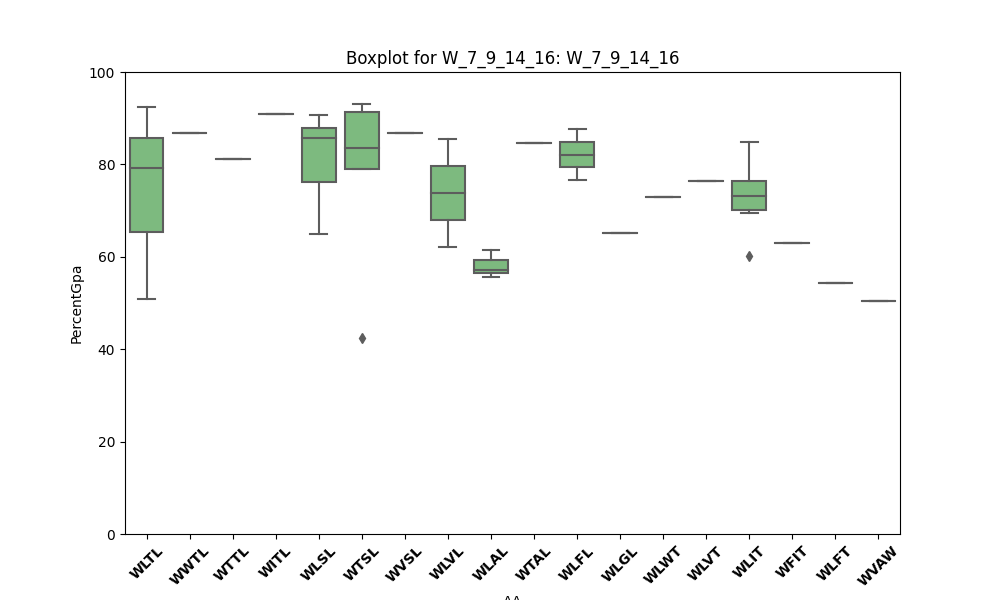 Boxplot for W_7_9_14_16: W_7_9_14_16
PercentGpa
100
80
60
40
20
0
WLTL WWTL WTTL WITL WLSL WTSL WVSL WLVL WLAL WTAL WLFL WLGL WLWT WLVT WLIT WFIT WLFT WVAW
AA